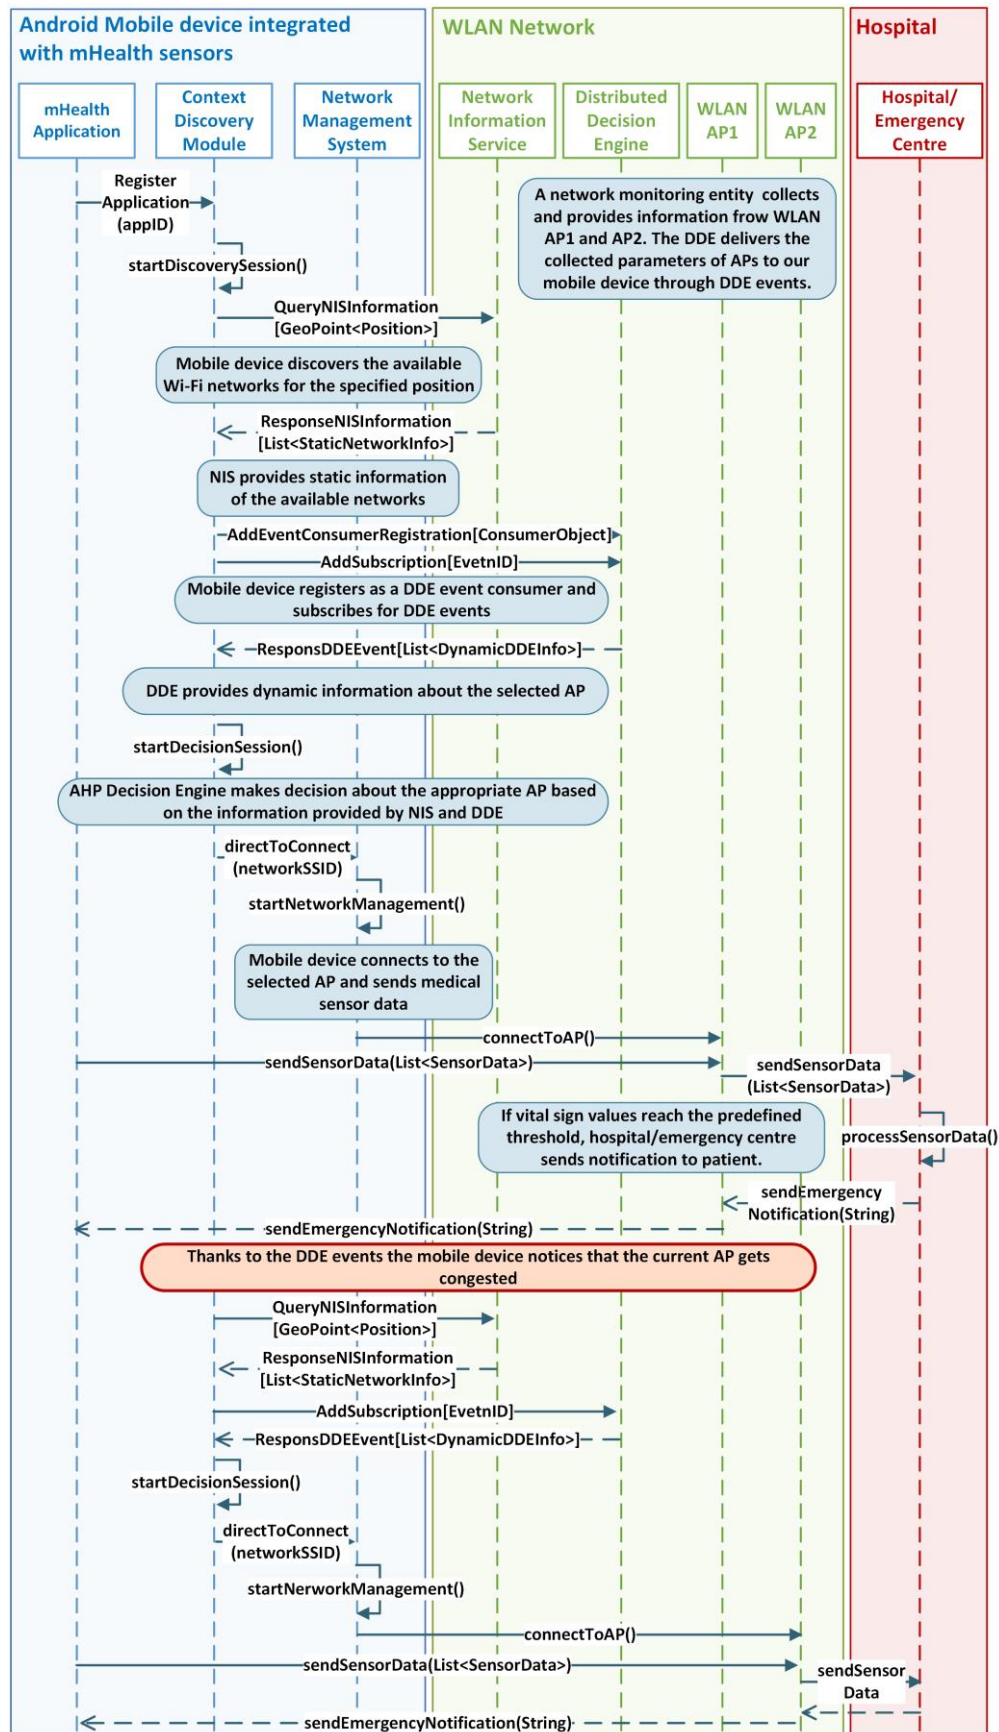 Android Mobile device integrated
with mHealth sensors
WLAN Network
Hospital
mHealth
Application
Context
Discovery
Module
Network
Management
System
Network
Information
Service
Distributed
Decision
Engine
WLAN
AP1
WLAN
AP2
Hospital/
Emergency
Centre
Register
Application
(appID)
A network monitoring entity collects
and provides information frow WLAN
AP1 and AP2. The DDE delivers the
collected parameters of APs to our
mobile device through DDE events.
startDiscoverySession()
QueryNISInformation
[GeoPoint<Position>]
Mobile device discovers the available
Wi-Fi networks for the specified position
ResponseNISInformation
[List<StaticNetworkInfo>]
NIS provides static information
of the available networks
AddEventConsumerRegistration[ConsumerObject]
AddSubscription[EvetnID]
Mobile device registers as a DDE event consumer and
subscribes for DDE events
ResponsDDEEvent[List<DynamicDDEInfo>]
DDE provides dynamic information about the selected AP
startDecisionSession()
AHP Decision Engine makes decision about the appropriate AP based
on the information provided by NIS and DDE
directToConnect
(networkSSID)
startNetworkManagement()
Mobile device connects to the
selected AP and sends medical
sensor data
connectToAP()
sendSensorData(List<SensorData>)
sendSensorData
(List<SensorData>)
If vital sign values reach the predefined
threshold, hospital/emergency centre
sends notification to patient.
processSensorData()
sendEmergency
Notification(String)
sendEmergencyNotification(String)
Thanks to the DDE events the mobile device notices that the current AP gets
congested
QueryNISInformation
[GeoPoint<Position>]
ResponseNISInformation
[List<StaticNetworkInfo>]
AddSubscription[EvetnID]
ResponsDDEEvent[List<DynamicDDEInfo>]
startDecisionSession()
directToConnect
(networkSSID)
startNerworkManagement()
connectToAP()
sendSensorData(List<SensorData>)
sendSensor
Data
sendEmergencyNotification(String)